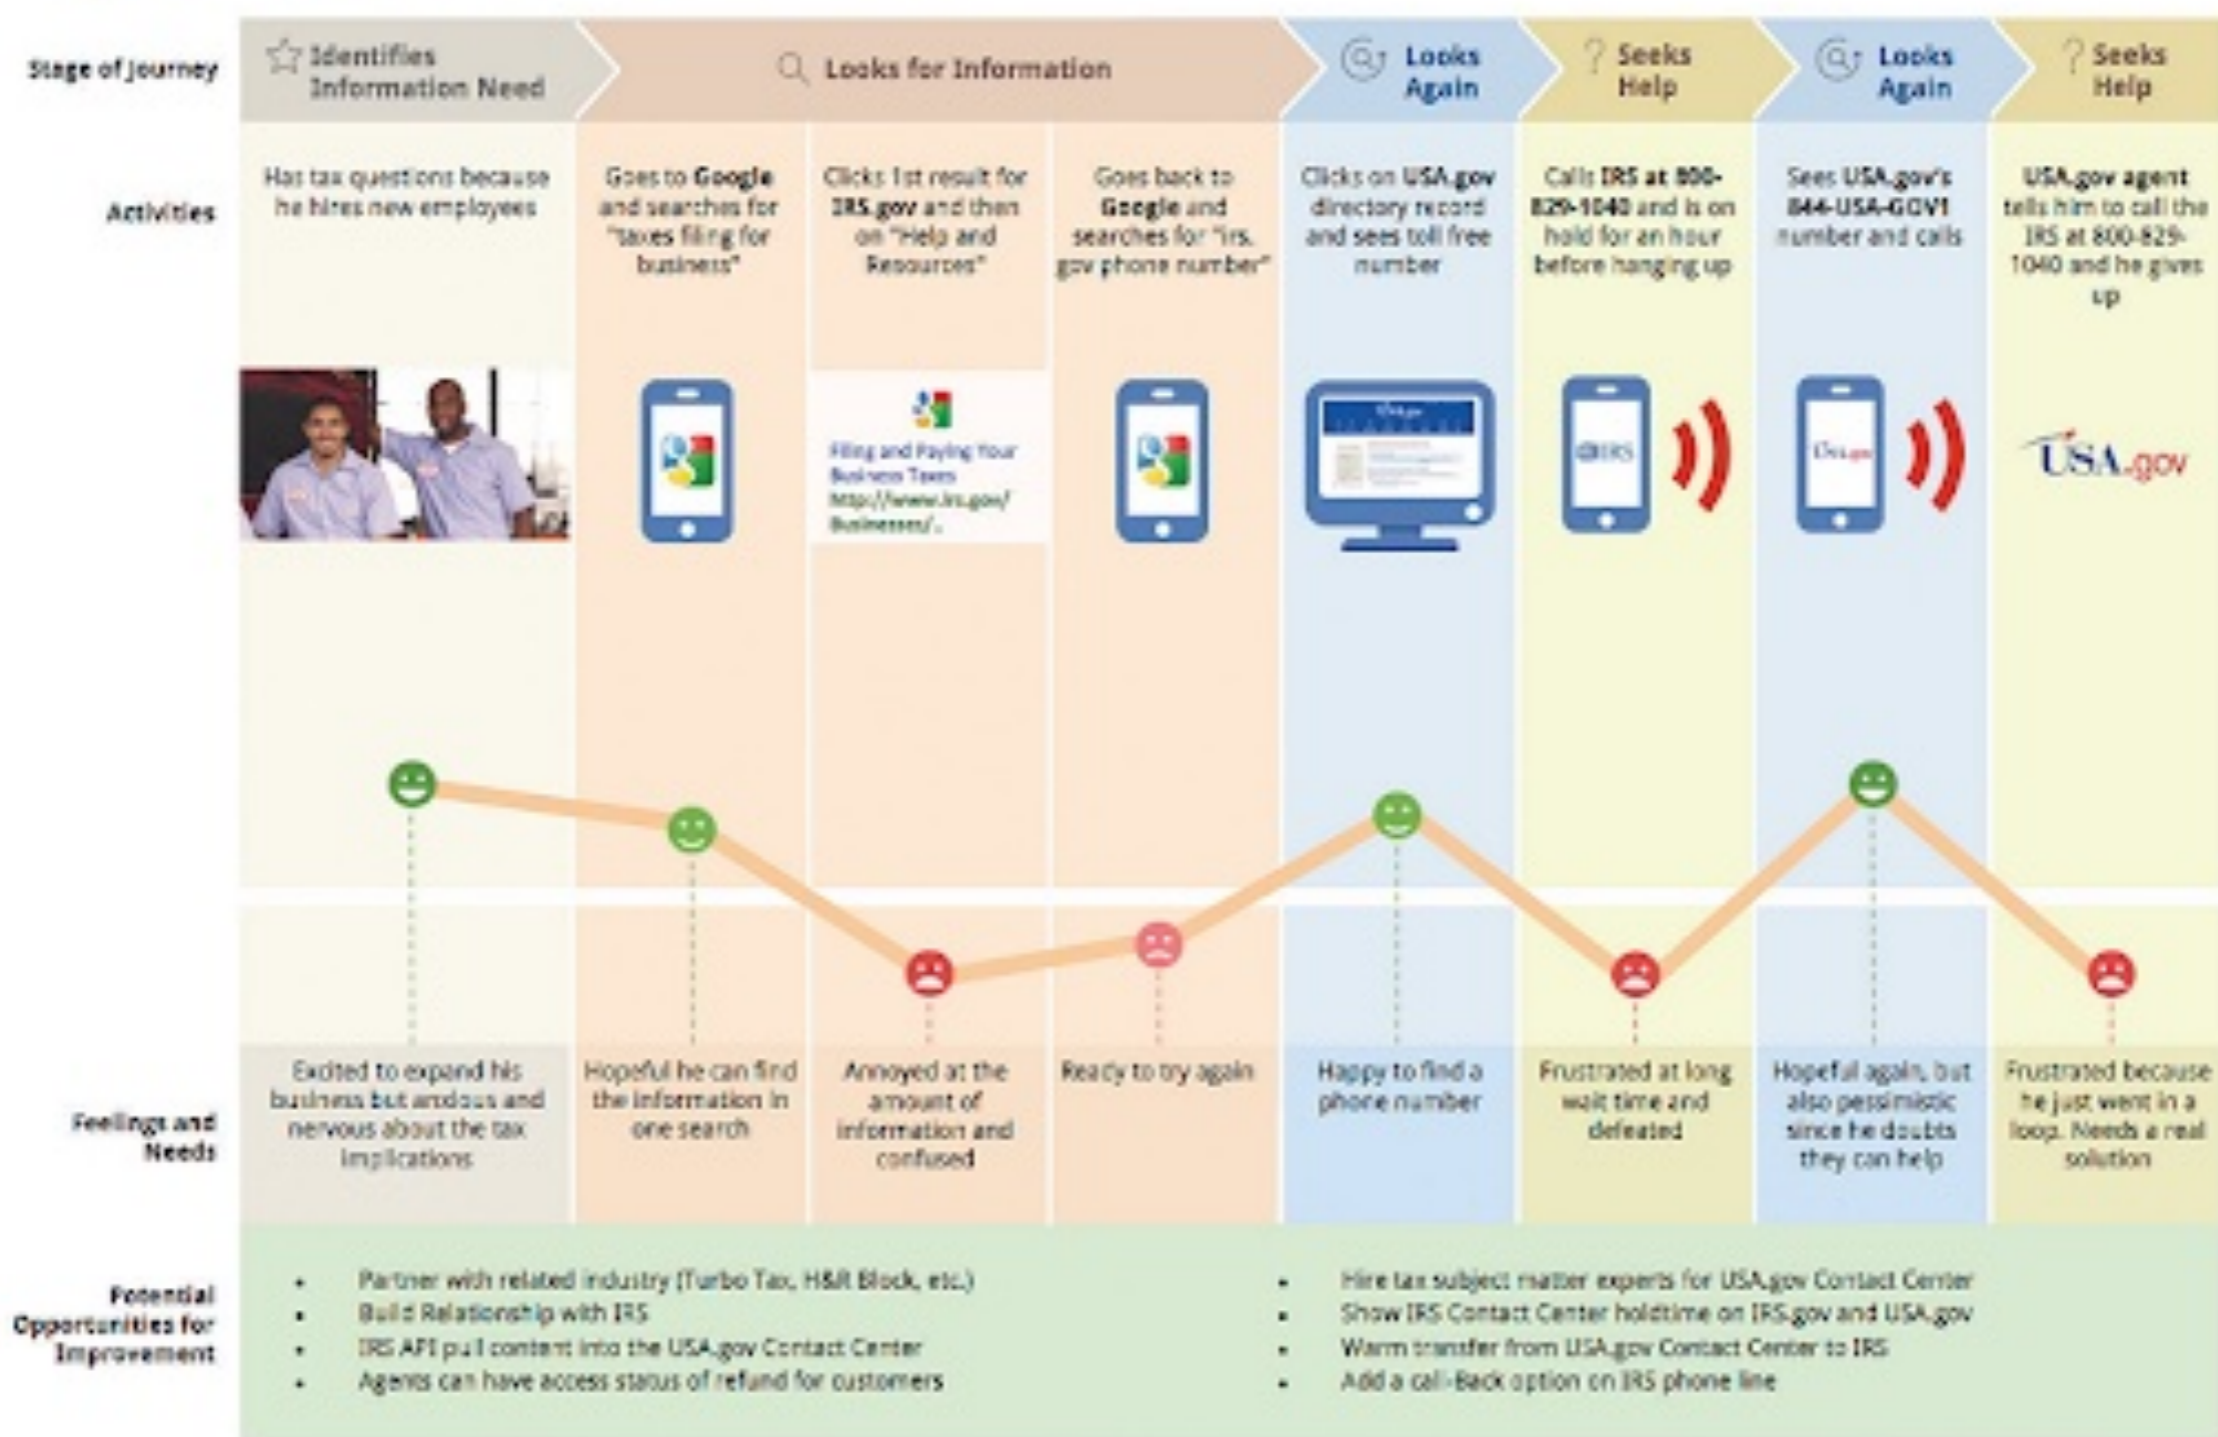 Stage of Journey
Identifies
Information Need
Looks for Information
Looks
Again
Seeks
Help
Looks
Again
Seeks
Help
Activities
Has tax questions because
he hires new employees
Goes to Google
and searches for
"taxes filing for
business"
Clicks 1st result for
IRS.gov and then
on "Help and
Resources"
Goes back to
Google and
searches for "irs.
gov phone number"
Clicks on USA.gov
directory record
and sees toll free
number
Calls IRS at 800-
829-1040 and is on
hold for an hour
before hanging up
Sees USA.gov's
844-USA-GOV1
number and calls
USA.gov agent
tells him to call the
IRS at 800-829-
1040 and he gives
up
Filing and Paying Your
Business Taxes
http://www.irs.gov/
Businesses/..
USA.gov
IRS
USA.gov
USA.gov
Feelings and
Needs
Excited to expand his
business but anxious and
nervous about the tax
implications
Hopeful he can find
the information in
one search
Annoyed at the
amount of
information and
confused
Ready to try again
Happy to find a
phone number
Frustrated at long
wait time and
defeated
Hopeful again, but
also pessimistic
since he doubts
they can help
Frustrated because
he just went in a
loop. Needs a real
solution
Potential
Opportunities for
Improvement
• Partner with related industry (Turbo Tax, H&R Block, etc.)
• Build Relationship with IRS
• IRS API pull content into the USA.gov Contact Center
• Agents can have access status of refund for customers
• Hire tax subject matter experts for USA.gov Contact Center
• Show IRS Contact Center holdtime on IRS.gov and USA.gov
• Warm transfer from USA.gov Contact Center to IRS
• Add a call-Back option on IRS phone line